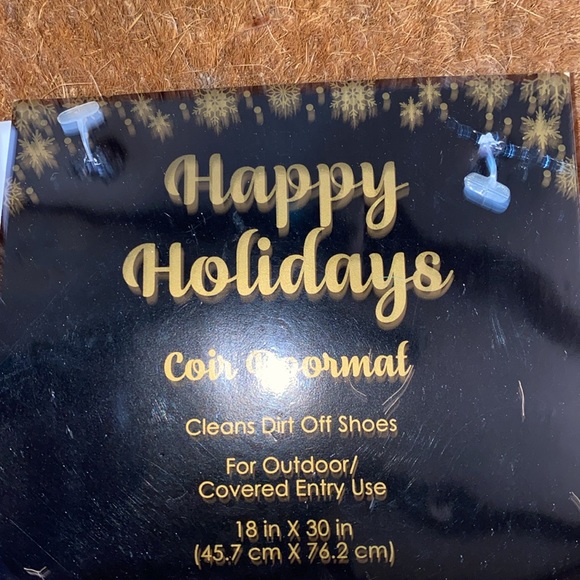 Happy
Holidays
Coir Doormat
Cleans Dirt Off Shoes
For Outdoor/
Covered Entry Use
18 in X 30 in
(45.7 cm X 76.2 cm)